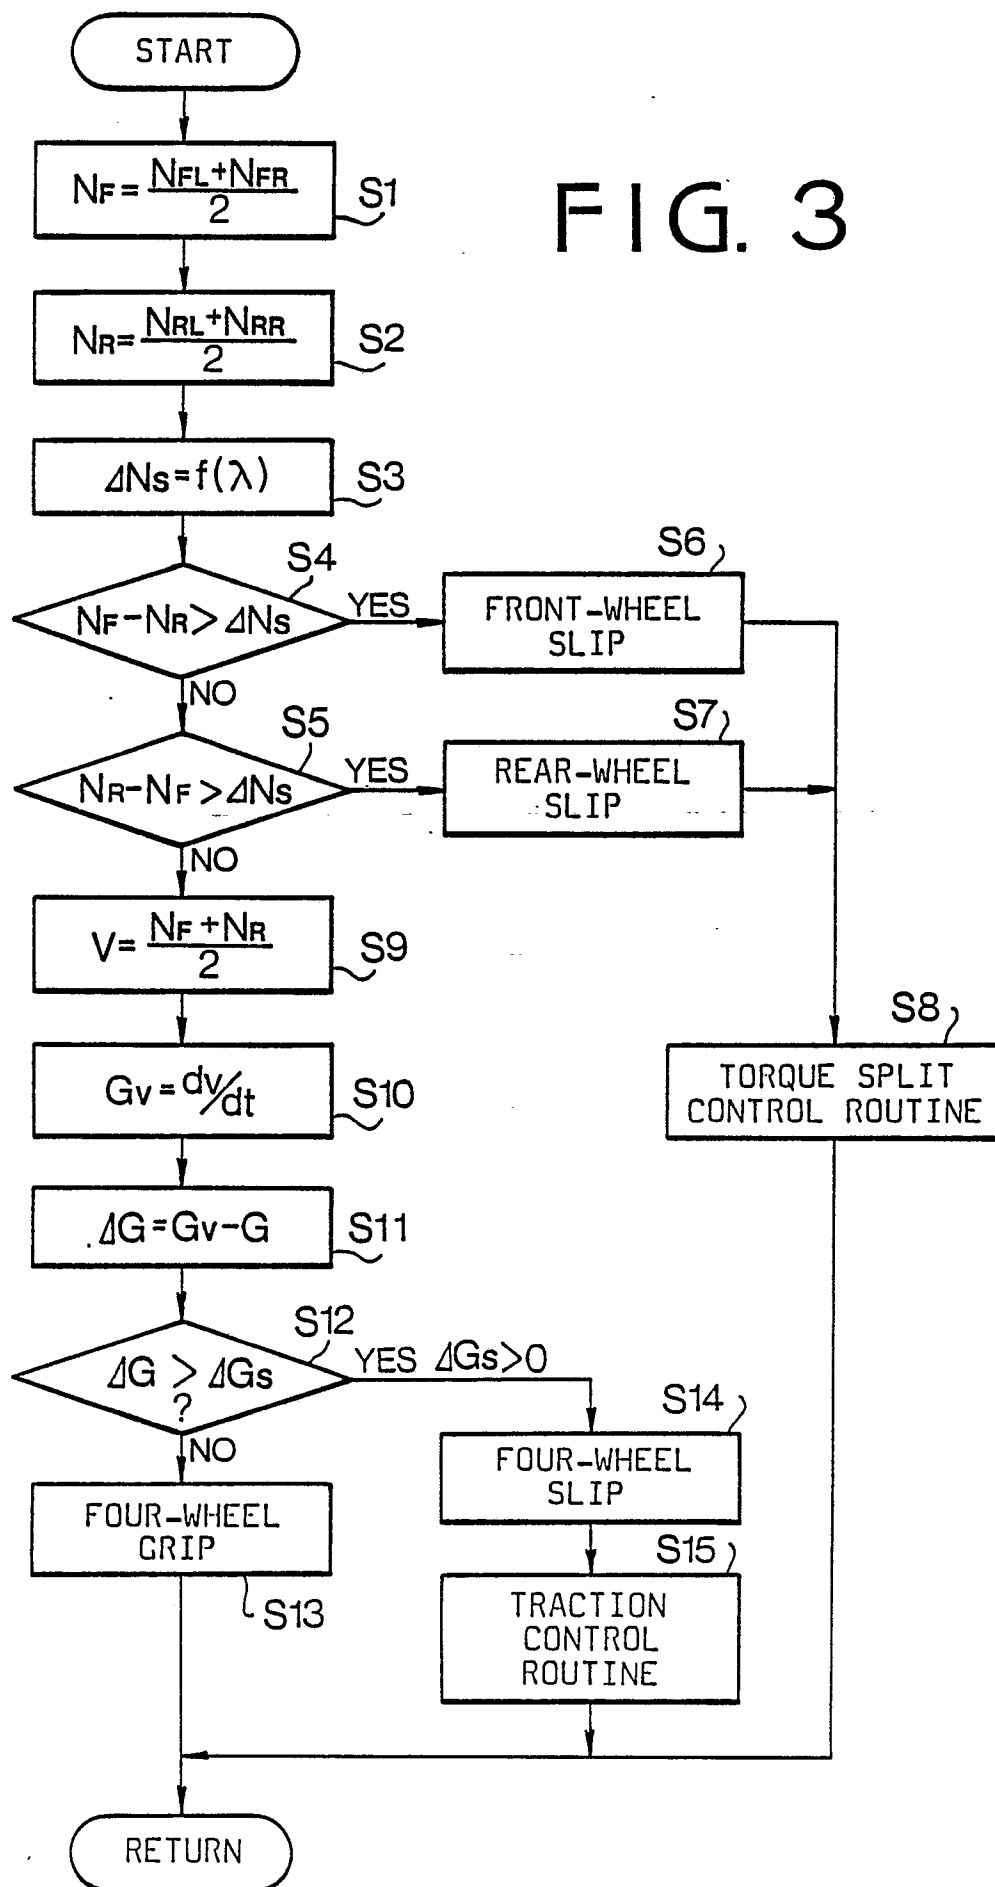 START
NF = NFL+NFR / 2
S1
FIG. 3
NR = NRL+NRR / 2
S2
ΔNs = f(λ)
S3
NF-NR > ΔNs
S4
YES
NO
FRONT-WHEEL
SLIP
S6
NR-NF > ΔNs
S5
YES
NO
REAR-WHEEL
SLIP
S7
V = NF+NR / 2
S9
TORQUE SPLIT
CONTROL ROUTINE
S8
Gv = dv/dt
S10
ΔG = Gv-G
S11
ΔG > ΔGs
?
S12
YES ΔGs>0
NO
FOUR-WHEEL
SLIP
S14
FOUR-WHEEL
GRIP
S13
TRACTION
CONTROL
ROUTINE
S15
RETURN